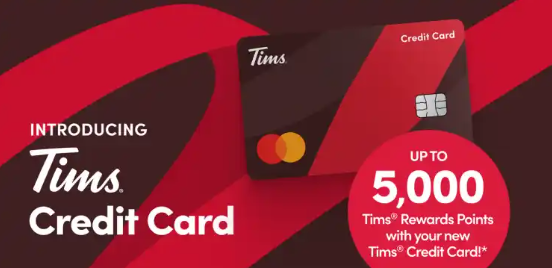 Tims
Credit Card
INTRODUCING
Tims®
Credit Card
UP TO
5,000
Tims® Rewards Points
with your new
Tims® Credit Card!*